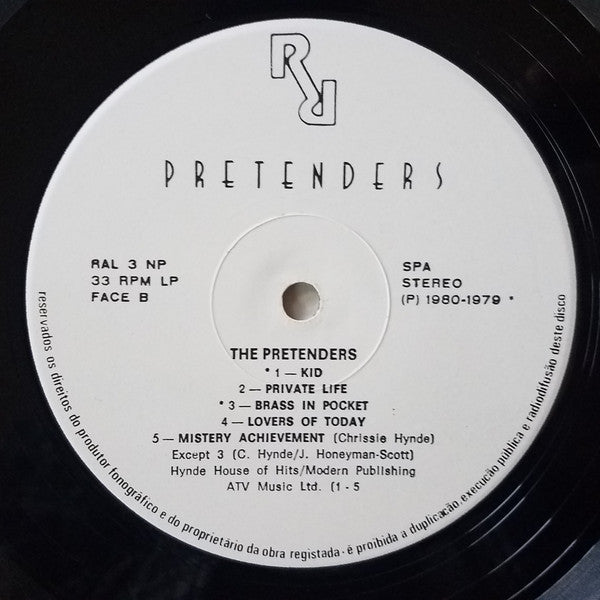 RR
PRETENDERS
RAL 3 NP
33 RPM LP
FACE B
SPA
STEREO
(P) 1980-1979 *
THE PRETENDERS
* 1 — KID
2 — PRIVATE LIFE
* 3 — BRASS IN POCKET
4 — LOVERS OF TODAY
5 — MISTERY ACHIEVEMENT (Chrissie Hynde)
Except 3 (C. Hynde/J. Honeyman-Scott)
Hynde House of Hits/Modern Publishing
ATV Music Ltd. (1 - 5
reservados os direitos do produtor fonográfico e do proprietário da obra registada - é proibida a duplicação, execução pública e radiodifusão deste disco